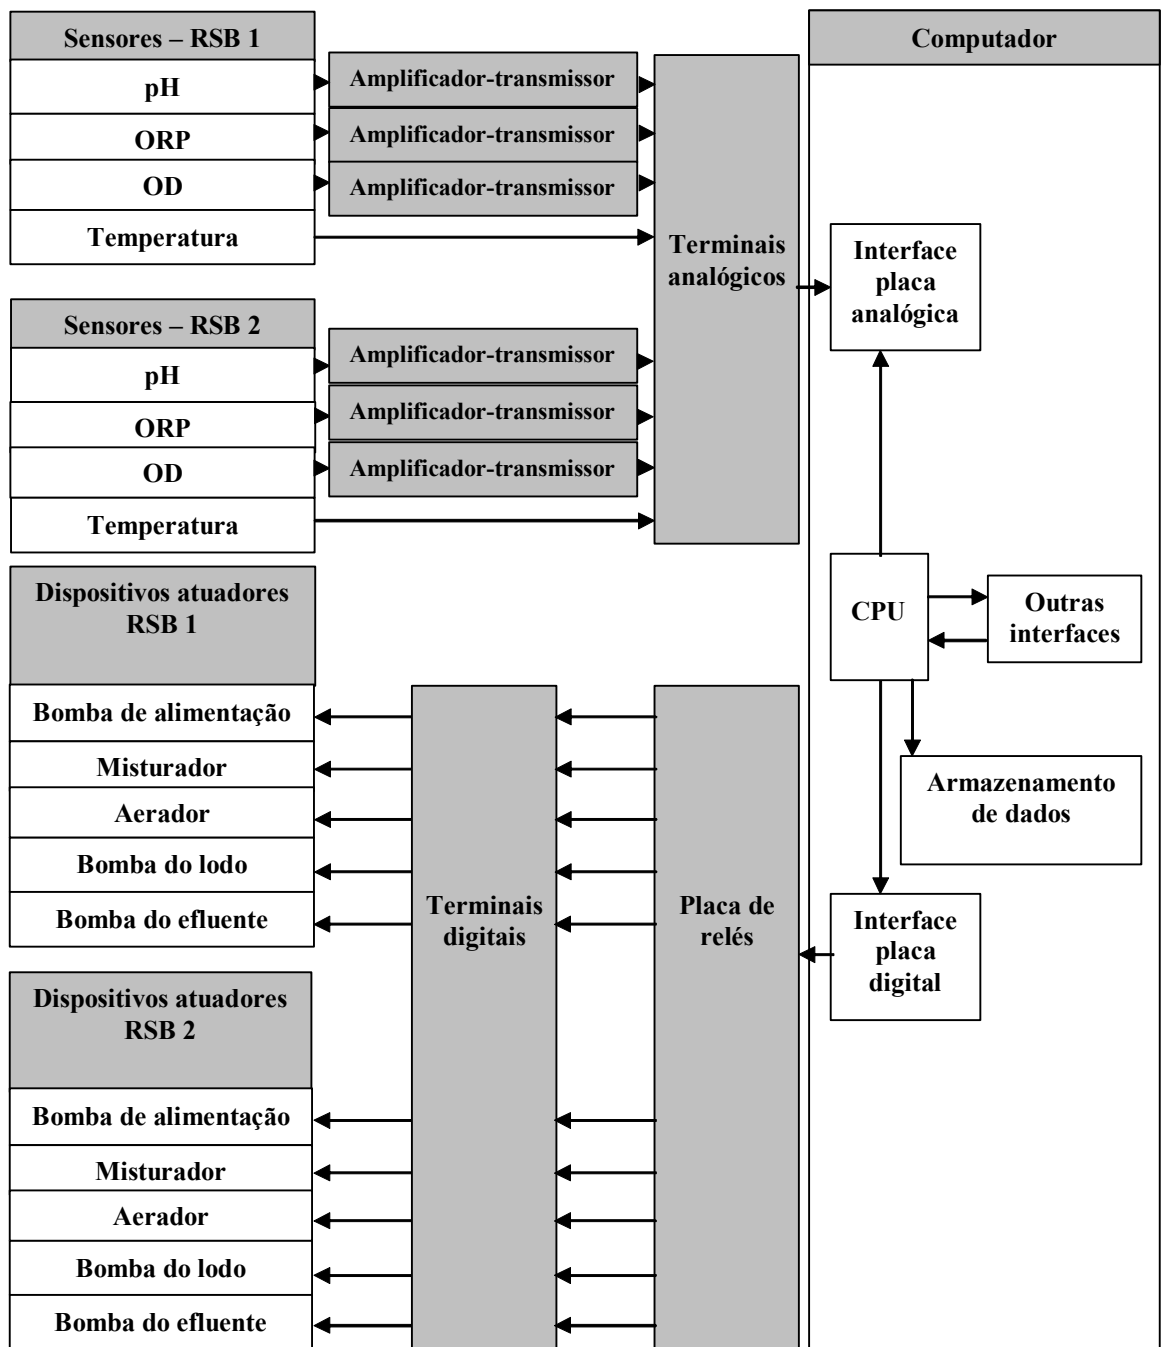 Sensores – RSB 1
pH
ORP
OD
Temperatura
Amplificador-transmissor
Amplificador-transmissor
Amplificador-transmissor
Sensores – RSB 2
pH
ORP
OD
Temperatura
Amplificador-transmissor
Amplificador-transmissor
Amplificador-transmissor
Terminais
analógicos
Computador
Interface
placa
analógica
CPU
Outras
interfaces
Armazenamento
de dados
Interface
placa
digital
Dispositivos atuadores
RSB 1
Bomba de alimentação
Misturador
Aerador
Bomba do lodo
Bomba do efluente
Terminais
digitais
Placa de
relés
Dispositivos atuadores
RSB 2
Bomba de alimentação
Misturador
Aerador
Bomba do lodo
Bomba do efluente